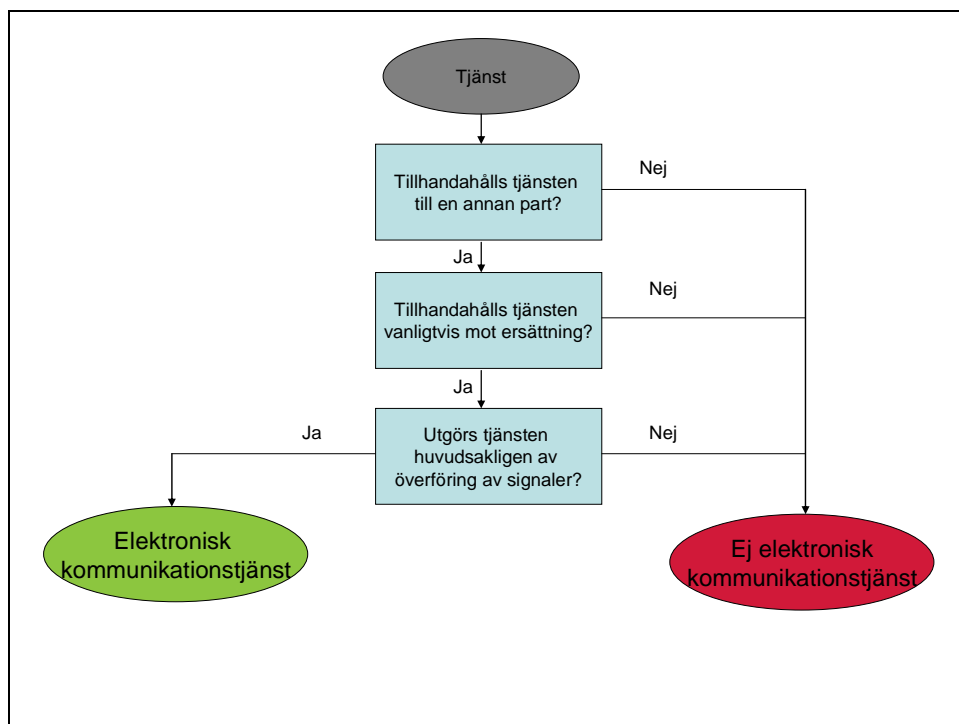 Tjänst
Tillhandahålls tjänsten
till en annan part?
Nej
Ja
Tillhandahålls tjänsten
vanligtvis mot ersättning?
Nej
Ja
Ja
Utgörs tjänsten
huvudsakligen av
överföring av signaler?
Nej
Elektronisk
kommunikationstjänst
Ej elektronisk
kommunikationstjänst